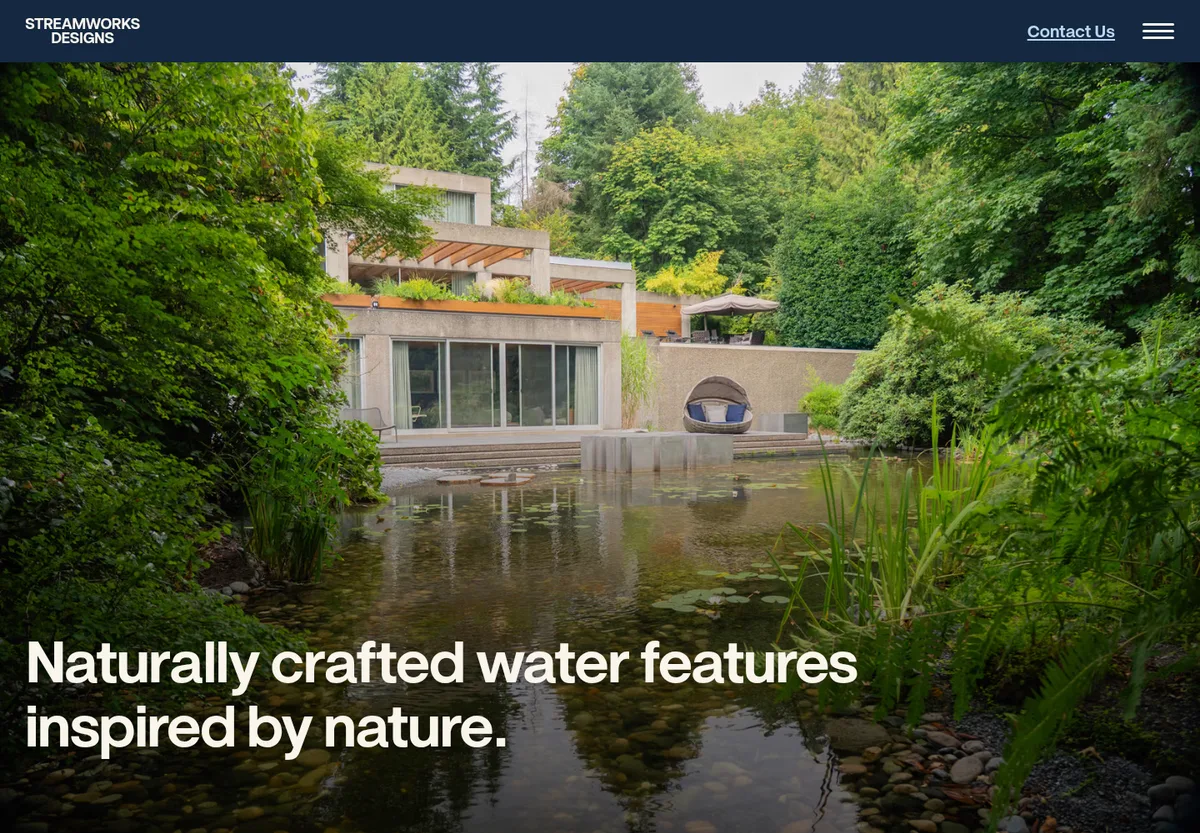 STREAMWORKS
DESIGNS
Contact Us
Naturally crafted water features
inspired by nature.